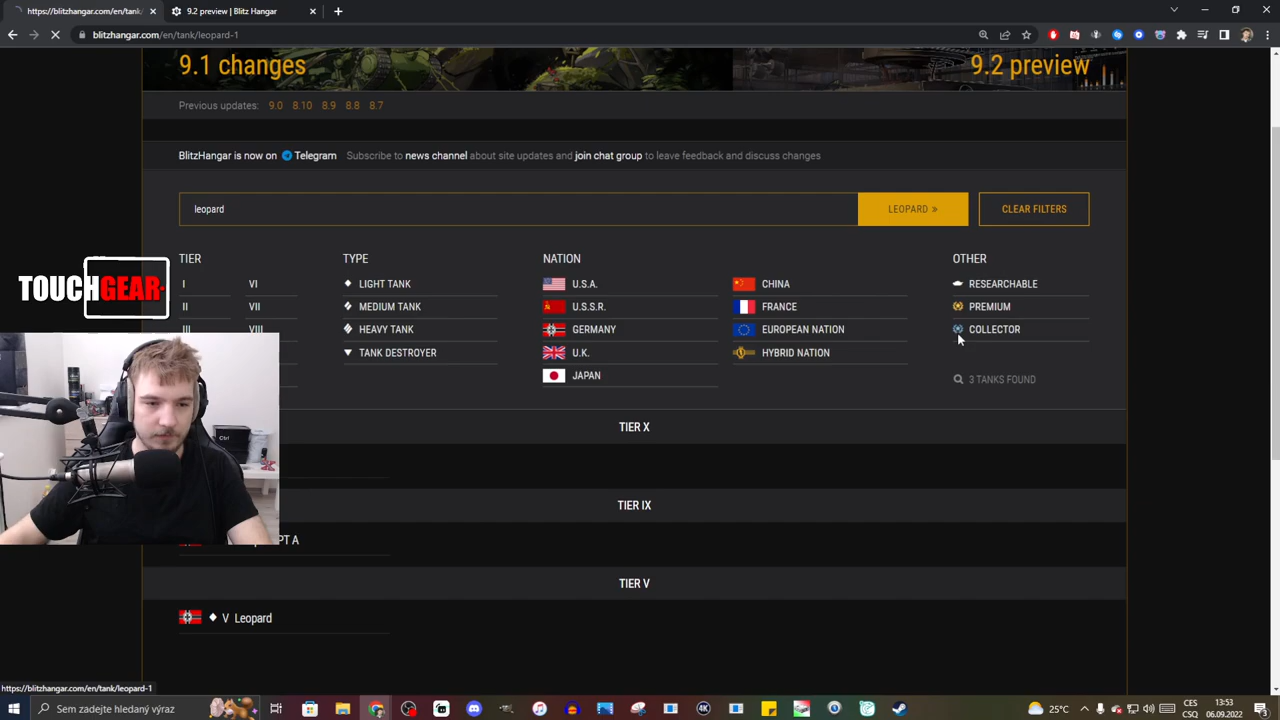 https://blitzhangar.com/en/tank/
9.2 preview | Blitz Hangar
blitzhangar.com/en/tank/leopard-1
9.1 changes
9.2 preview
Previous updates: 9.0 8.10 8.9 8.8 8.7
BlitzHangar is now on Telegram Subscribe to news channel about site updates and join chat group to leave feedback and discuss changes
leopard
LEOPARD »
CLEAR FILTERS
TIER
TYPE
NATION
OTHER
I
VI
LIGHT TANK
U.S.A.
CHINA
RESEARCHABLE
II
VII
MEDIUM TANK
U.S.S.R.
FRANCE
PREMIUM
III
VIII
HEAVY TANK
GERMANY
EUROPEAN NATION
COLLECTOR
TANK DESTROYER
U.K.
HYBRID NATION
JAPAN
3 TANKS FOUND
TOUCHGEAR
TIER X
TIER IX
PT A
TIER V
V Leopard
Ctrl
https://blitzhangar.com/en/tank/leopard-1
Sem zadejte hledaný výraz
4K
25°C
CES
CSQ
13:53
06.09.2022